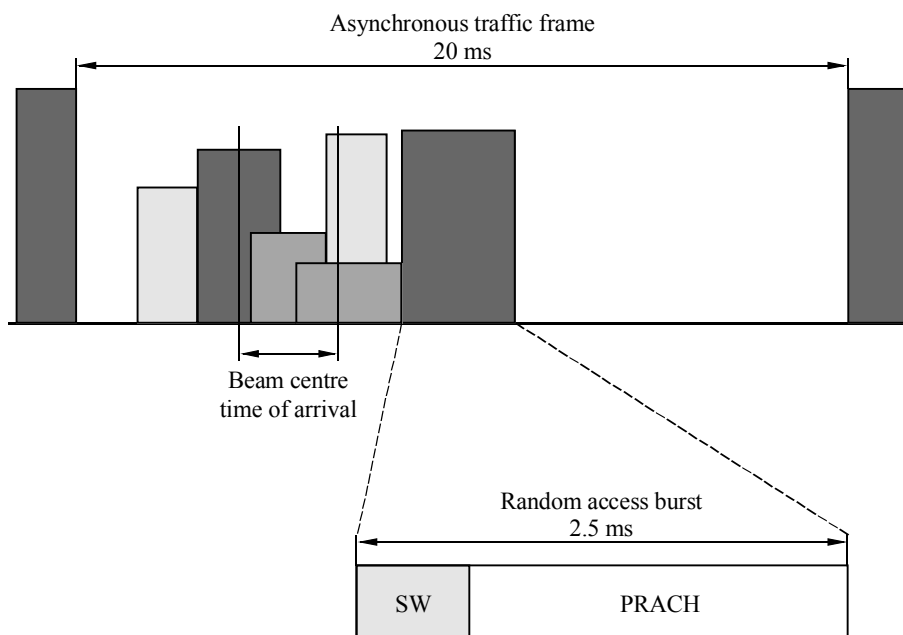 Asynchronous traffic frame
20 ms
Beam centre
time of arrival
Random access burst
2.5 ms
SW
PRACH